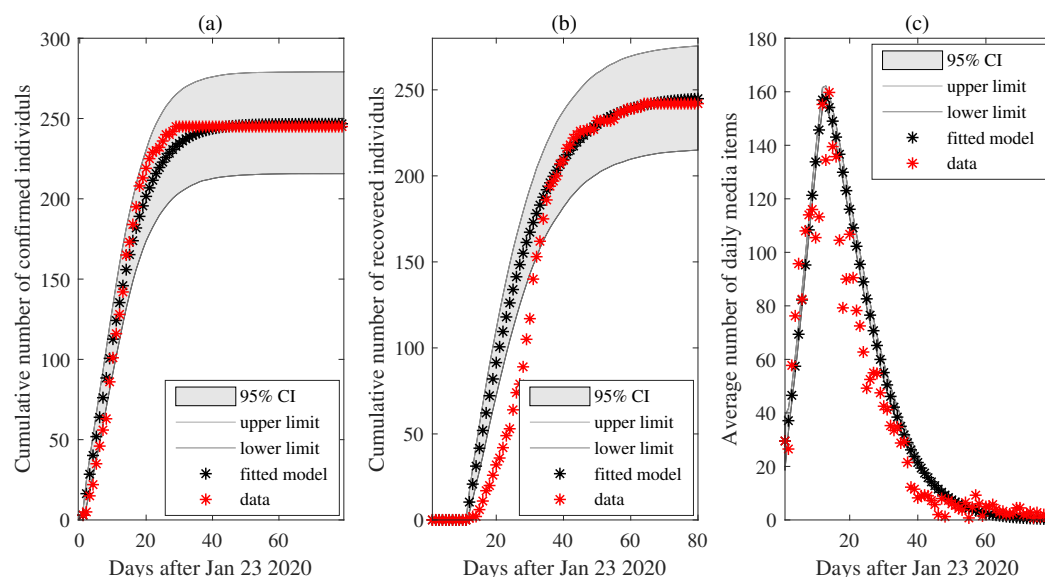 (a)
300
250
200
150
100
50
0
0
20
40
60
Cumulative number of confirmed individuls
Days after Jan 23 2020
95% CI
upper limit
lower limit
fitted model
data
(b)
250
200
150
100
50
0
20
40
60
80
Cumulative number of recovered individuals
Days after Jan 23 2020
95% CI
upper limit
lower limit
fitted model
data
(c)
180
160
140
120
100
80
60
40
20
0
20
40
60
Average number of daily media items
Days after Jan 23 2020
95% CI
upper limit
lower limit
fitted model
data